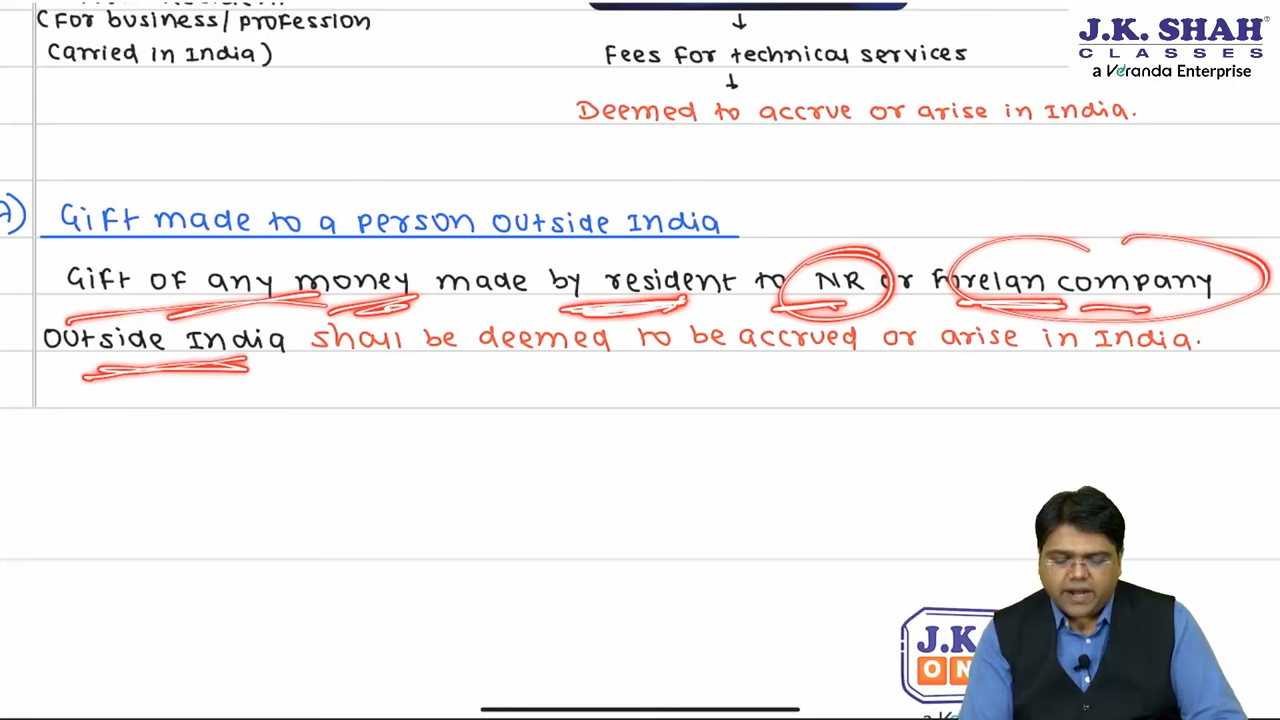 (For business/profession
carried in India)
Fees for technical services
Deemed to accrue or arise in India.
J.K. SHAH
CLASSES
a Veranda Enterprise
Gift made to a person outside India
Gift of any money made by resident to NR or forelan company
outside India shall be deemed to be accrued or arise in India.
J.K.
ON